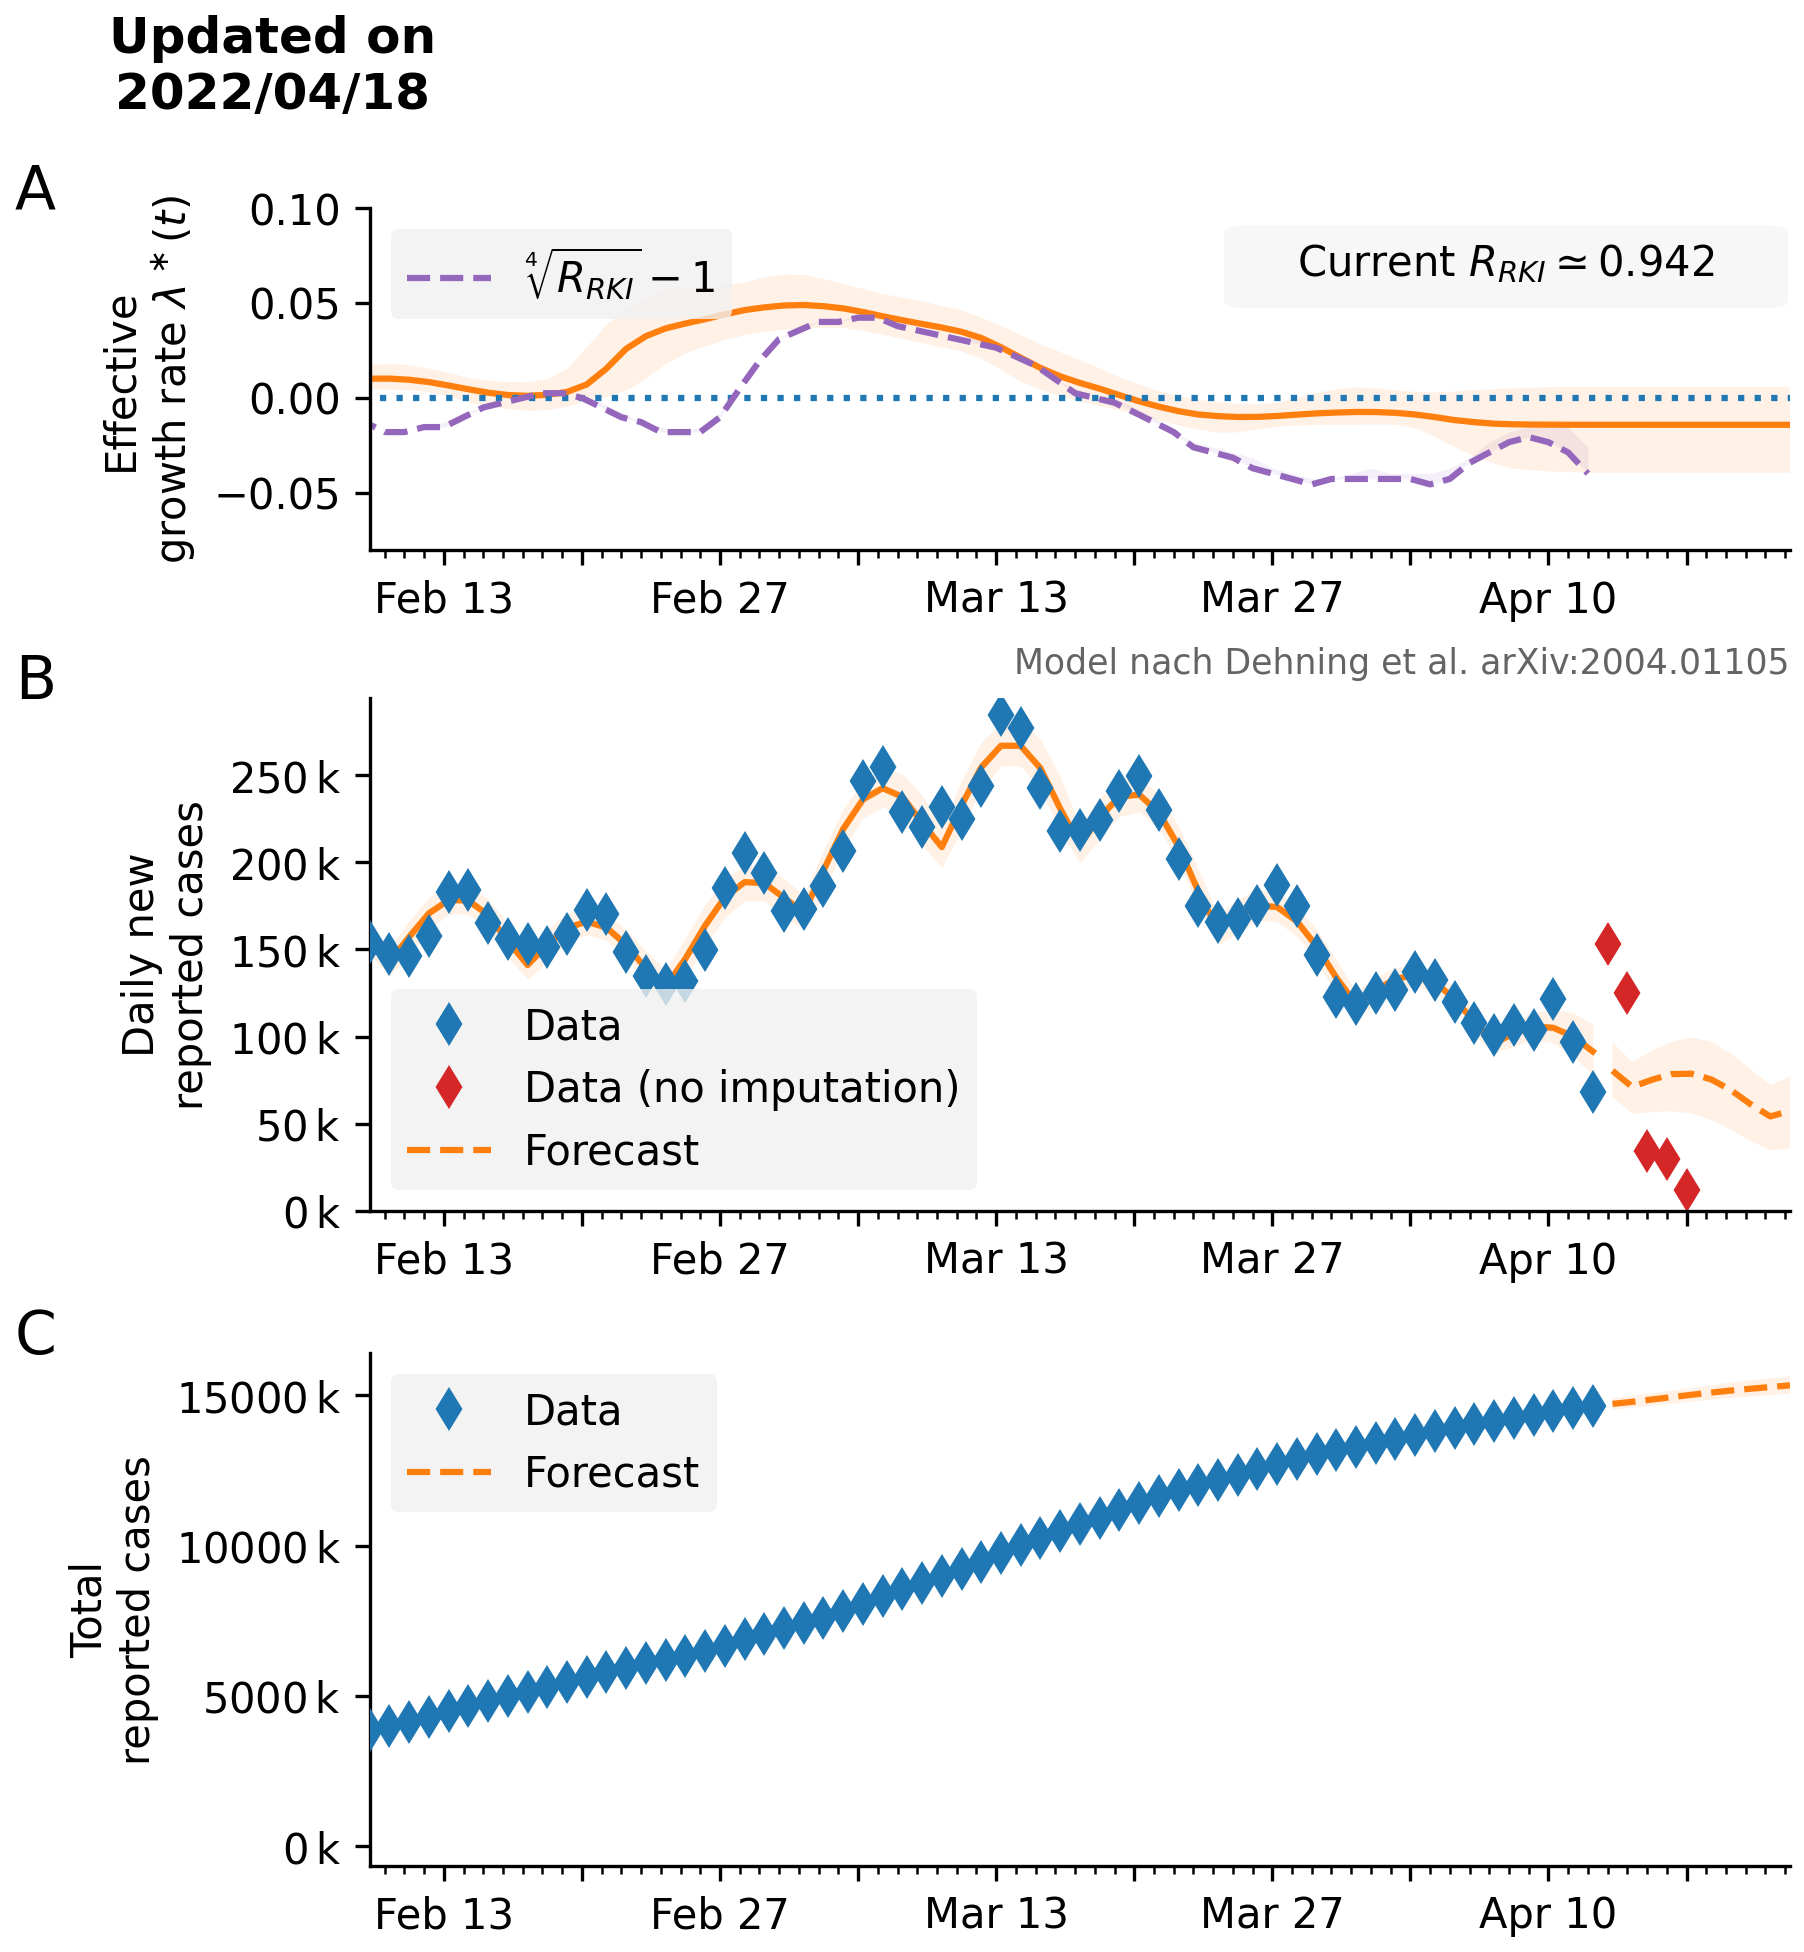 Updated on
2022/04/18
A
Effective
growth rate λ * (t)
0.10
0.05
0.00
−0.05
∜R_RKI − 1
Current R_RKI ≃ 0.942
Feb 13 Feb 27 Mar 13 Mar 27 Apr 10
B
Model nach Dehning et al. arXiv:2004.01105
Daily new
reported cases
250 k
200 k
150 k
100 k
50 k
0 k
Data
Data (no imputation)
Forecast
Feb 13 Feb 27 Mar 13 Mar 27 Apr 10
C
Total
reported cases
15000 k
10000 k
5000 k
0 k
Data
Forecast
Feb 13 Feb 27 Mar 13 Mar 27 Apr 10